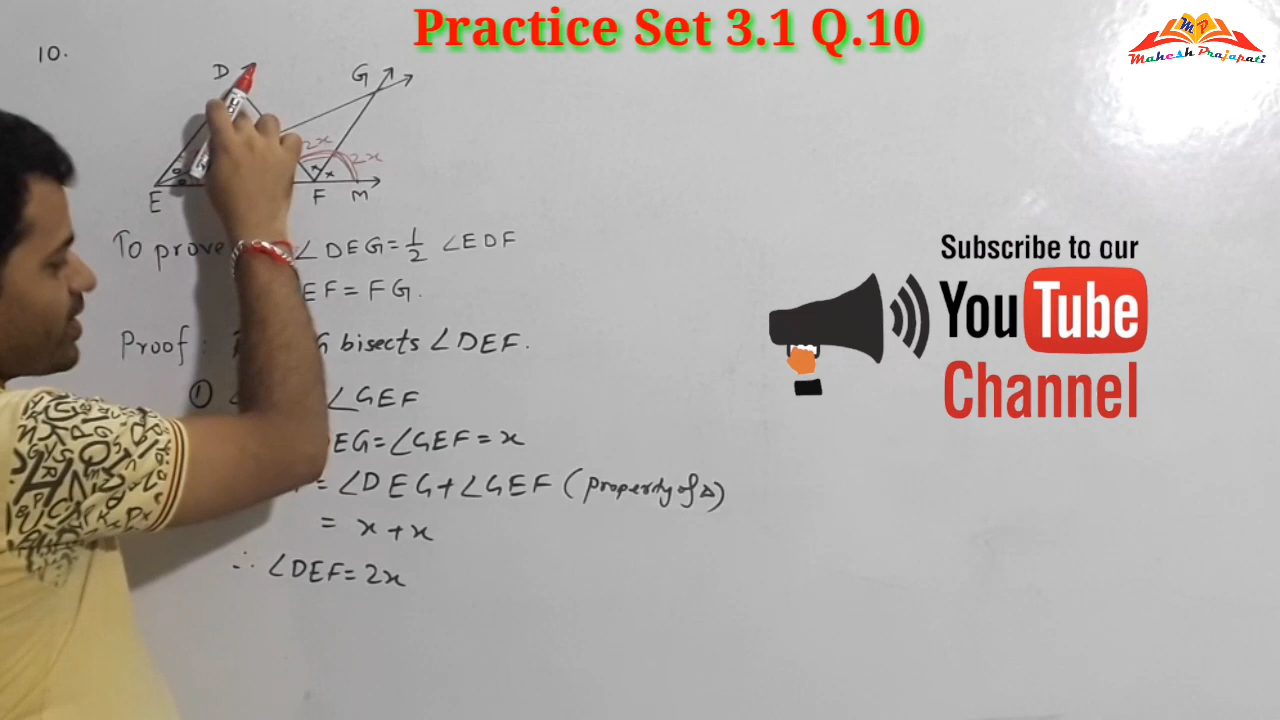 Practice Set 3.1 Q.10
Mahesh Prajapati
10.
D
G
2x
2x
x x
E
F
M
To prove
∠DEG = 1/2 ∠EDF
EF = FG.
Subscribe to our
YouTube
Channel
Proof :
bisects ∠DEF.
① ∠GEF
DEG = ∠GEF = x
= ∠DEG + ∠GEF (Property of Δ)
= x + x
∴ ∠DEF = 2x